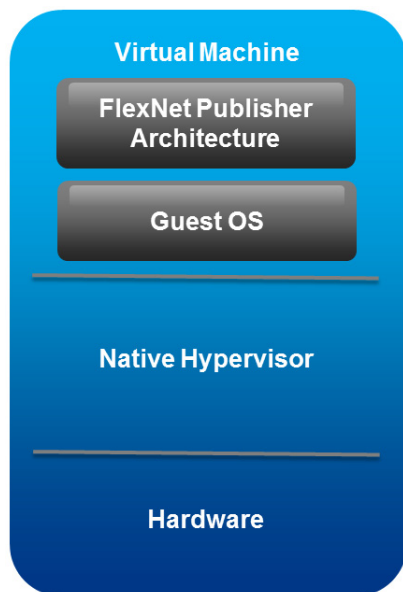 Virtual Machine
FlexNet Publisher
Architecture
Guest OS
Native Hypervisor
Hardware